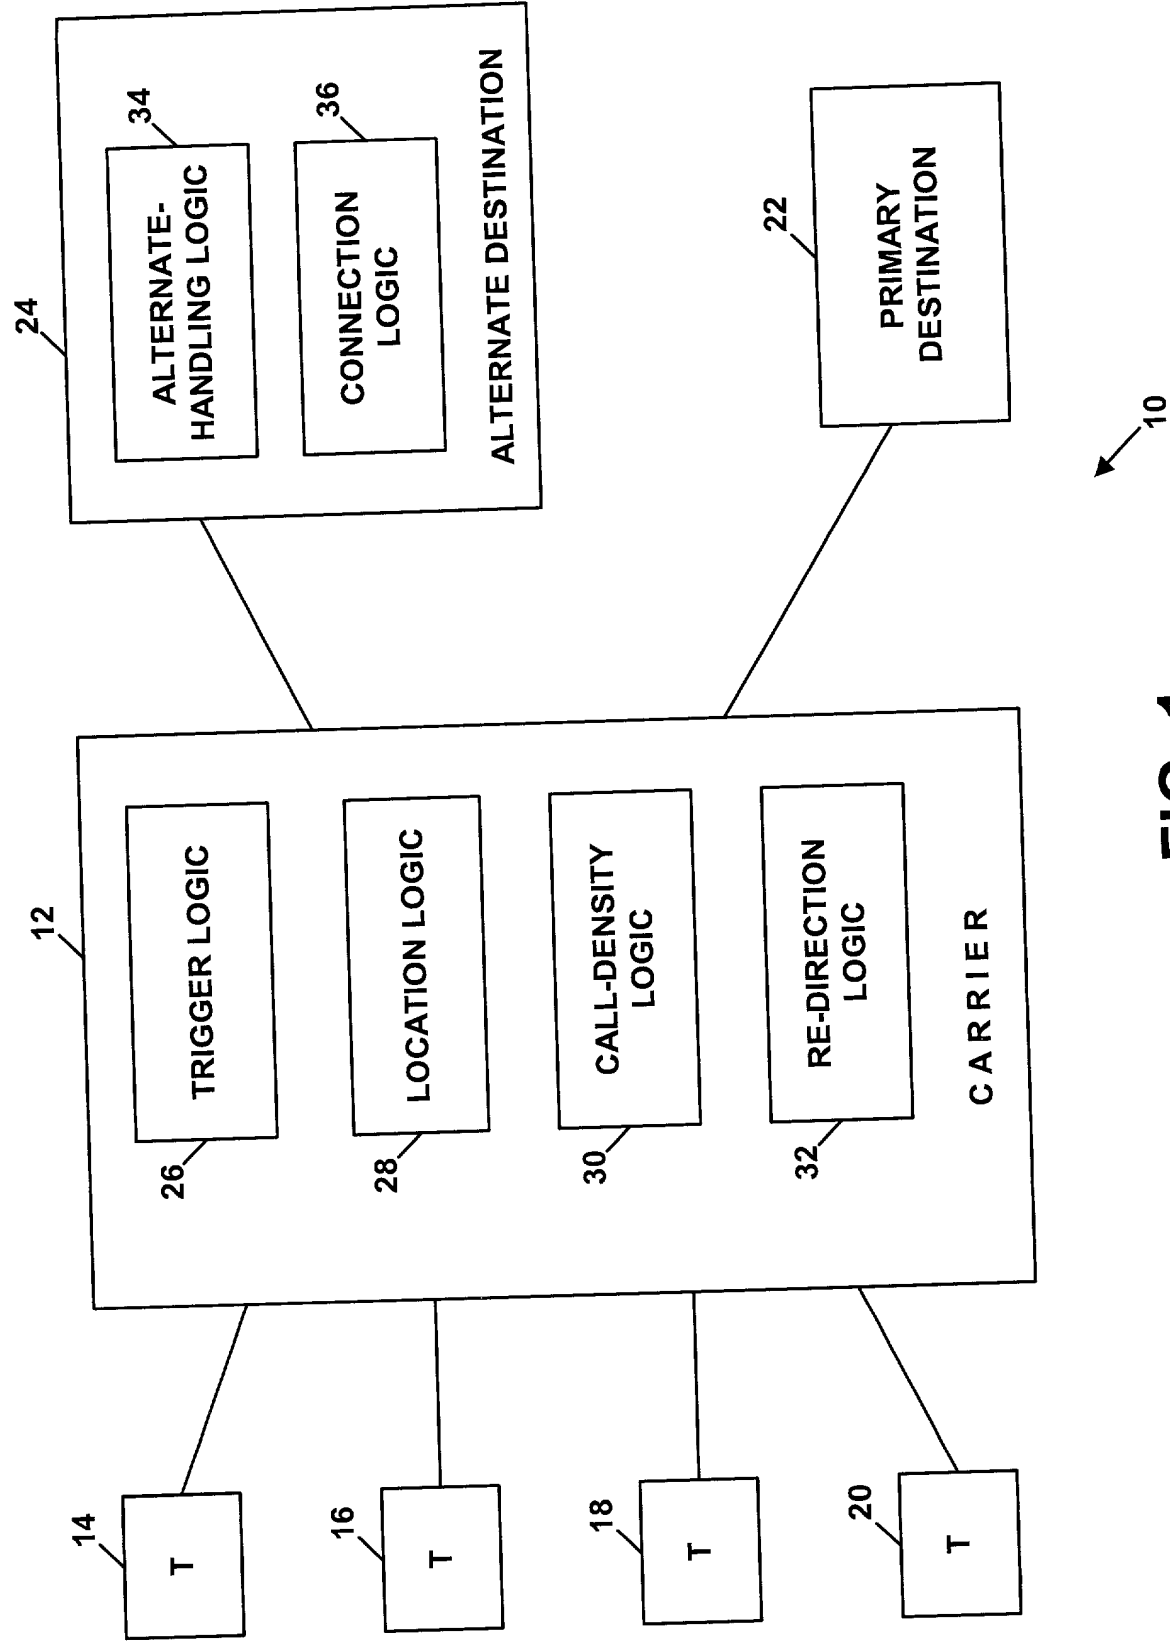 24
34
ALTERNATE-
HANDLING LOGIC
36
CONNECTION
LOGIC
ALTERNATE DESTINATION
22
PRIMARY
DESTINATION
10
12
TRIGGER LOGIC
26
LOCATION LOGIC
28
CALL-DENSITY
LOGIC
30
RE-DIRECTION
LOGIC
32
CARRIER
14
T
16
T
18
T
20
T